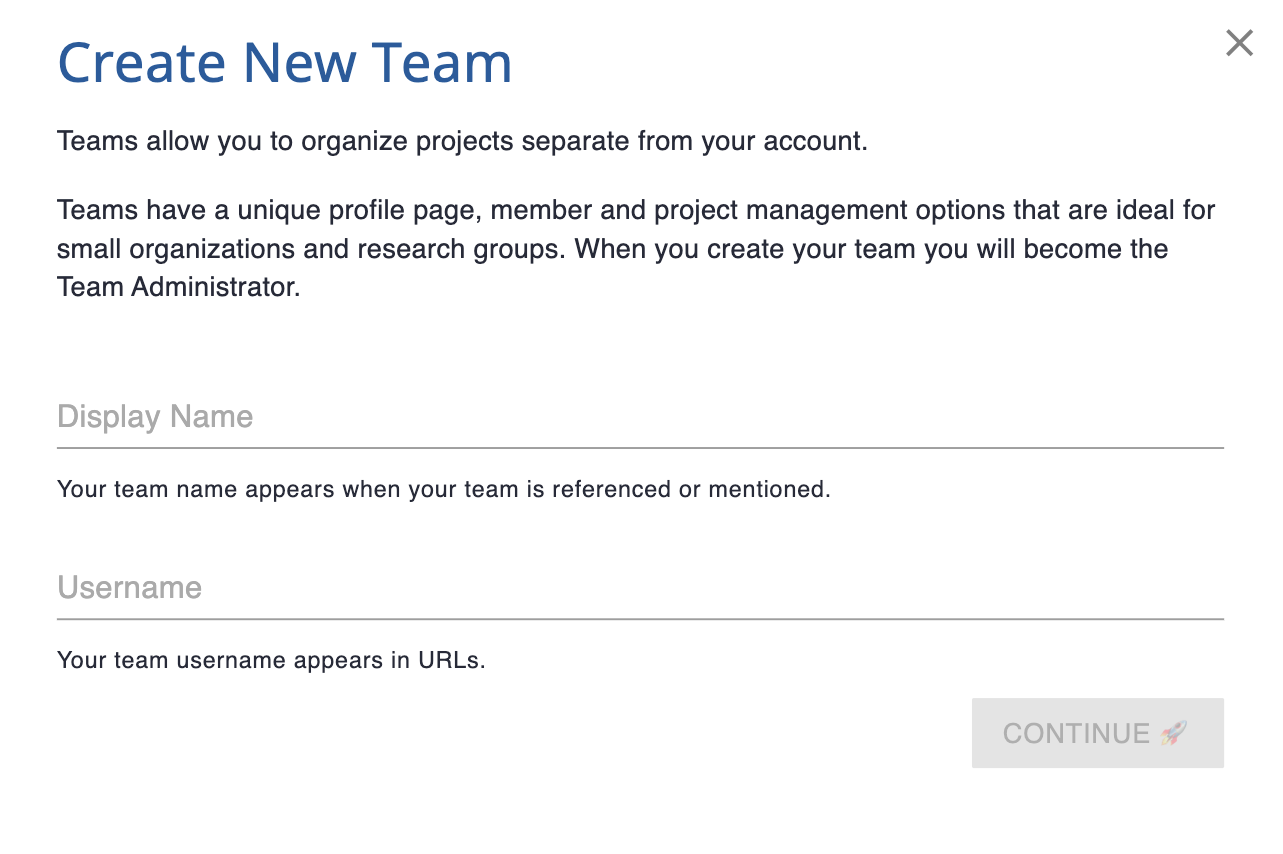 Create New Team
Teams allow you to organize projects separate from your account.
Teams have a unique profile page, member and project management options that are ideal for
small organizations and research groups. When you create your team you will become the
Team Administrator.
Display Name
Your team name appears when your team is referenced or mentioned.
Username
Your team username appears in URLs.
CONTINUE 🚀